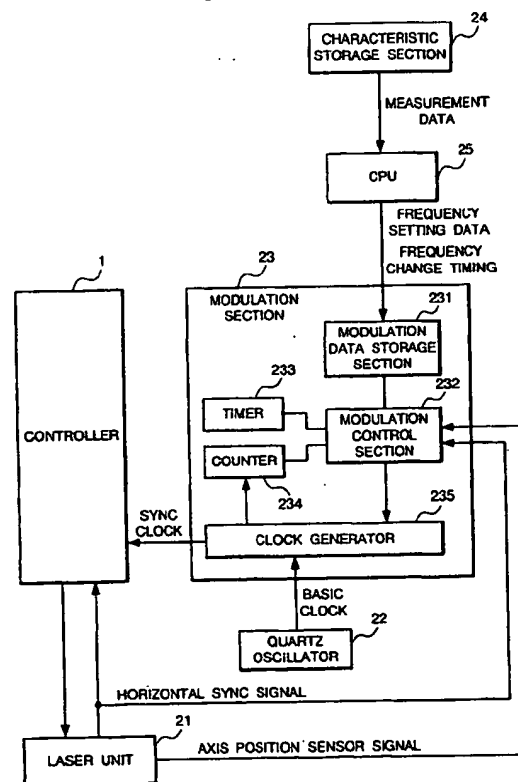 24
CHARACTERISTIC
STORAGE SECTION
MEASUREMENT
DATA
25
CPU
FREQUENCY
SETTING DATA
FREQUENCY
CHANGE TIMING
1
23
MODULATION
SECTION
231
MODULATION
DATA STORAGE
SECTION
233
TIMER
232
MODULATION
CONTROL
SECTION
CONTROLLER
COUNTER
234
235
SYNC
CLOCK
CLOCK GENERATOR
BASIC
CLOCK
22
QUARTZ
OSCILLATOR
HORIZONTAL SYNC SIGNAL
21
LASER UNIT
AXIS POSITION SENSOR SIGNAL